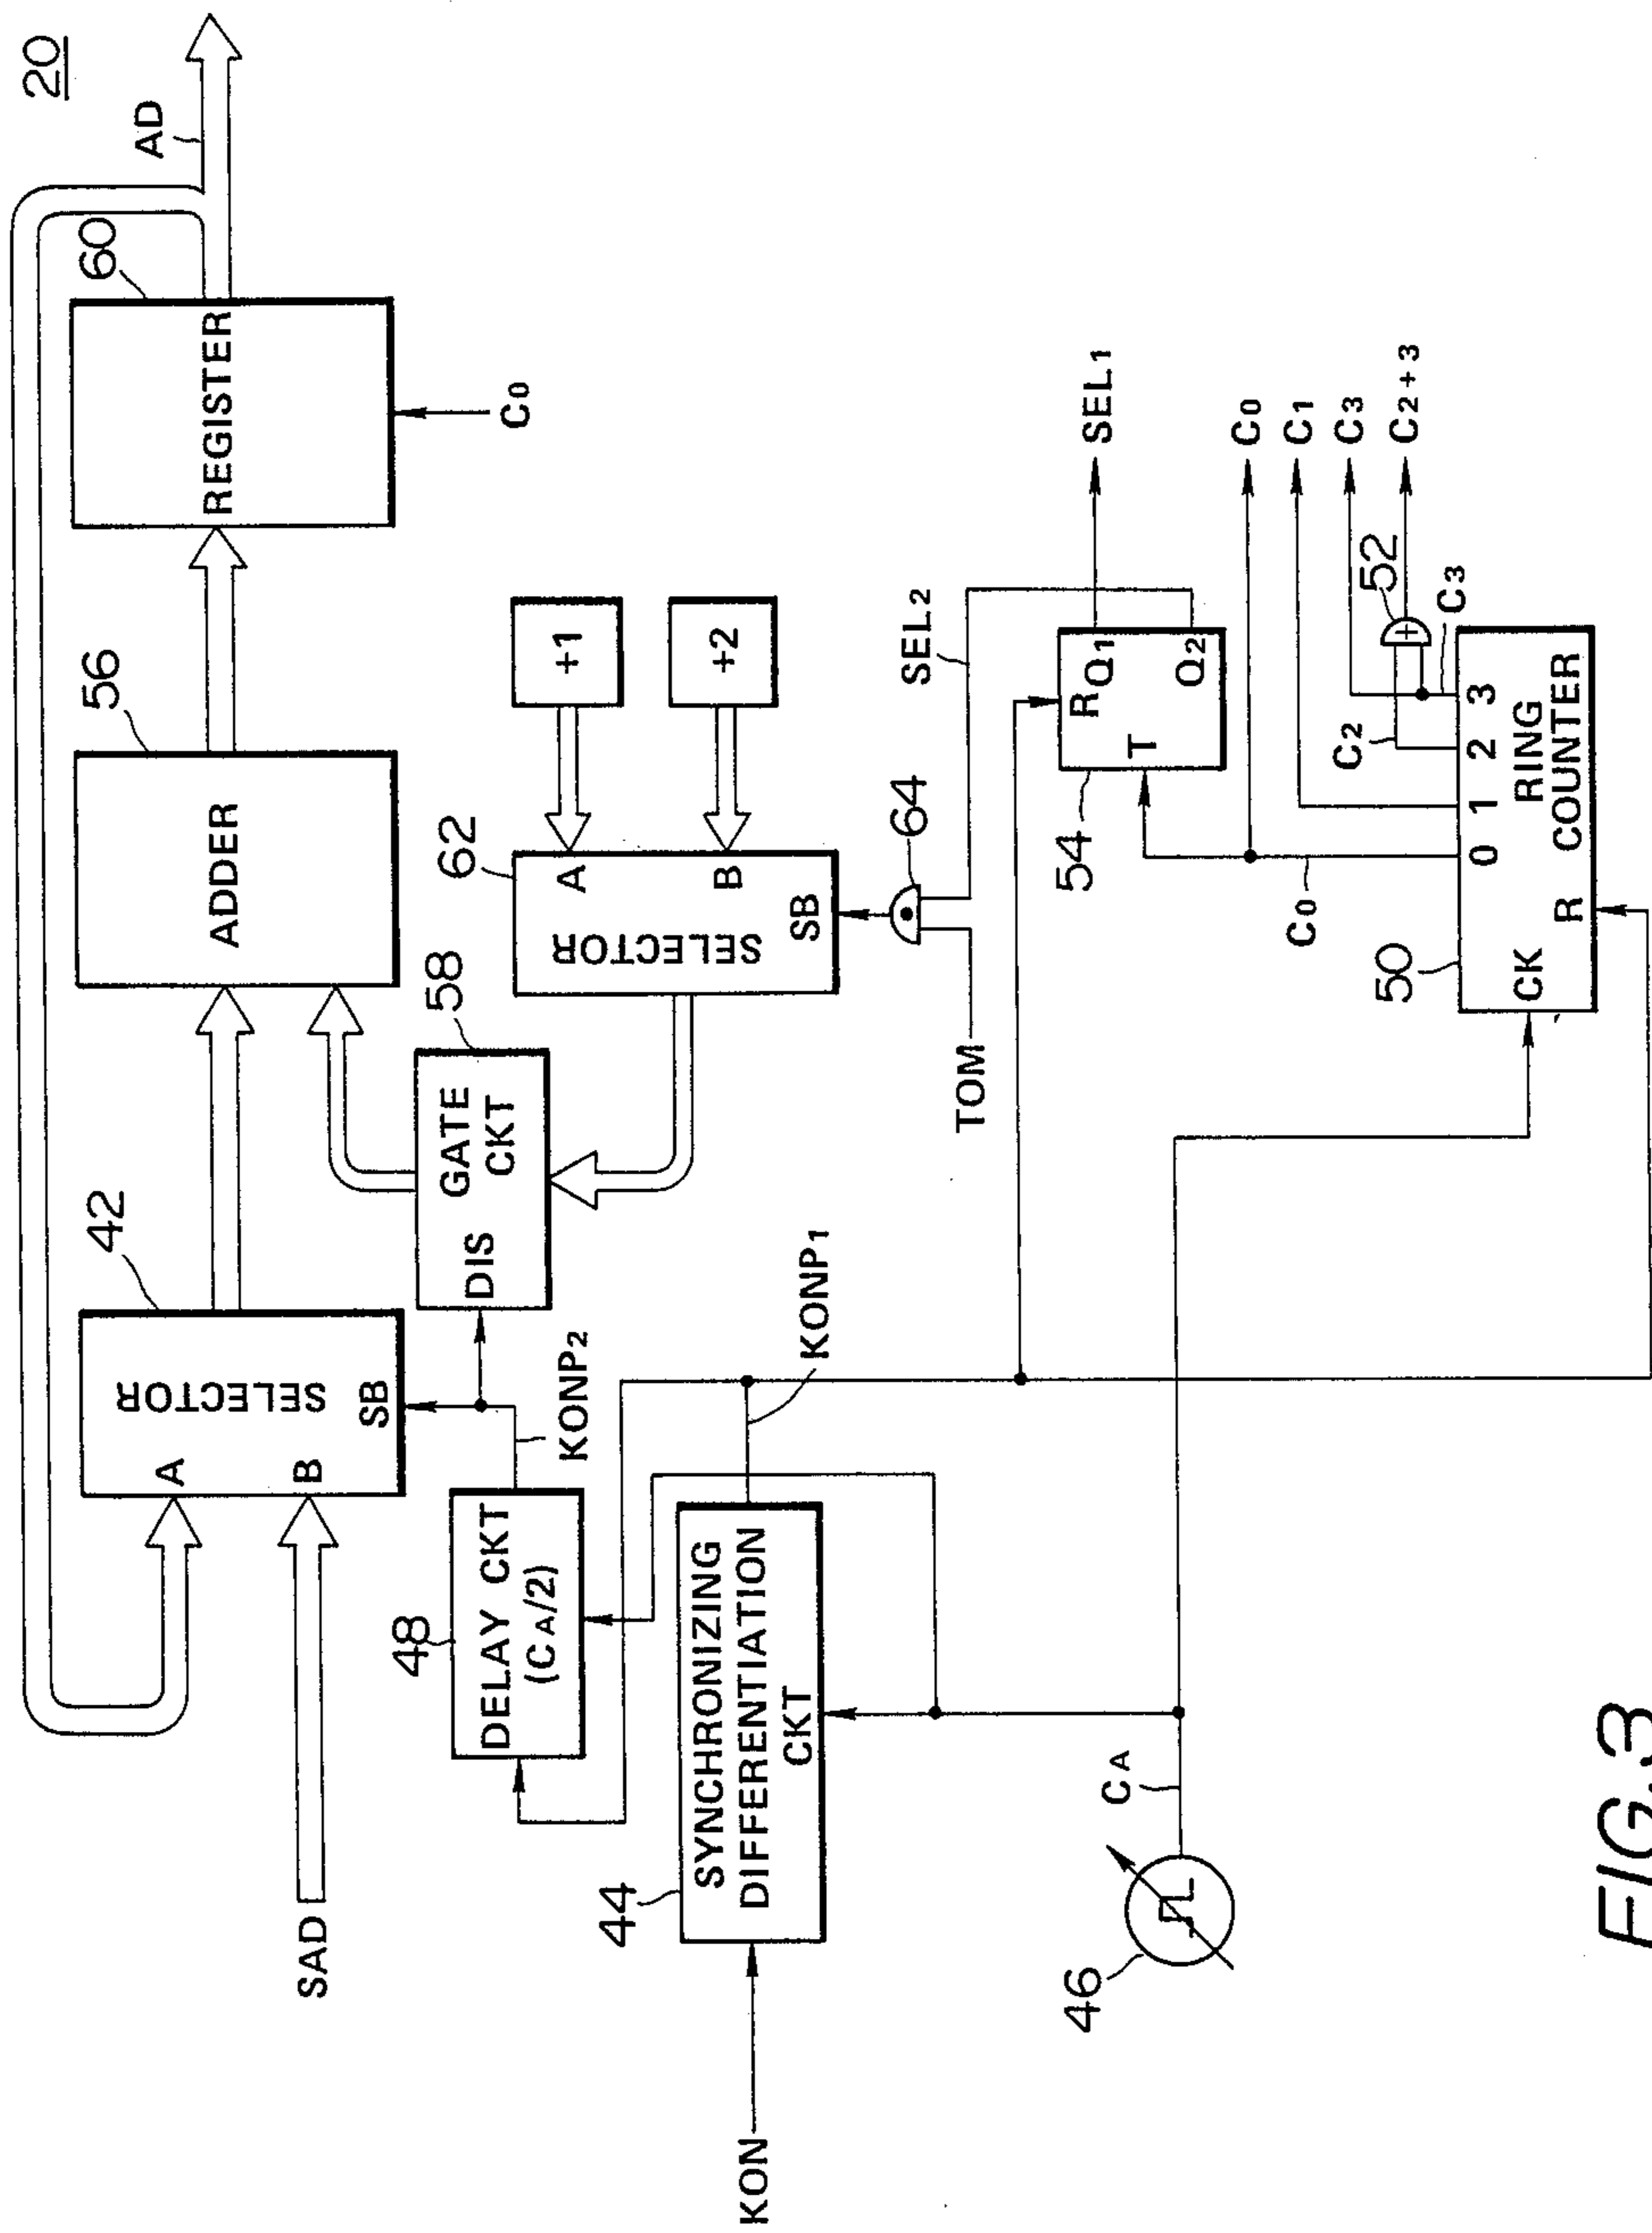 20
AD
60
REGISTER
C0
56
ADDER
42
SELECTOR
A
B
SB
SAD
58
GATE
CKT
DIS
62
SELECTOR
A
B
SB
+1
+2
64
TOM
SEL2
48
DELAY CKT
(CA/2)
KONP2
44
SYNCHRONIZING
DIFFERENTIATION
CKT
KONP1
KON
46
CA
54
R
T
Q1
Q2
SEL1
C0
C1
C3
C2+3
52
C3
C2
C0
50
0 1 2 3
RING
COUNTER
CK
R
FIG.3